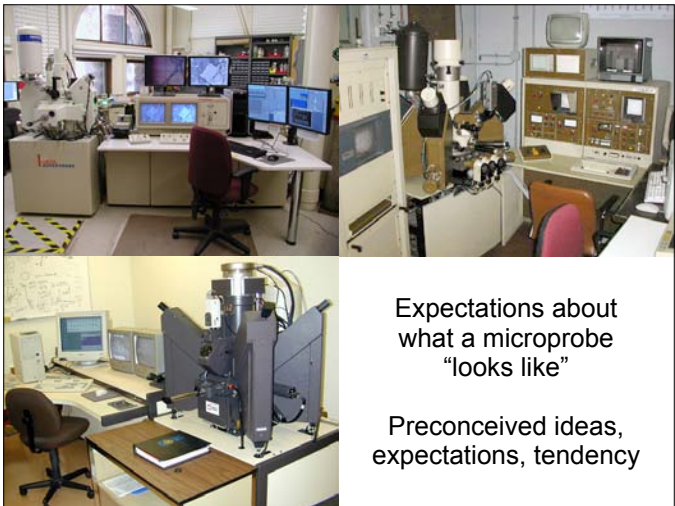 Expectations about
what a microprobe
“looks like”
Preconceived ideas,
expectations, tendency